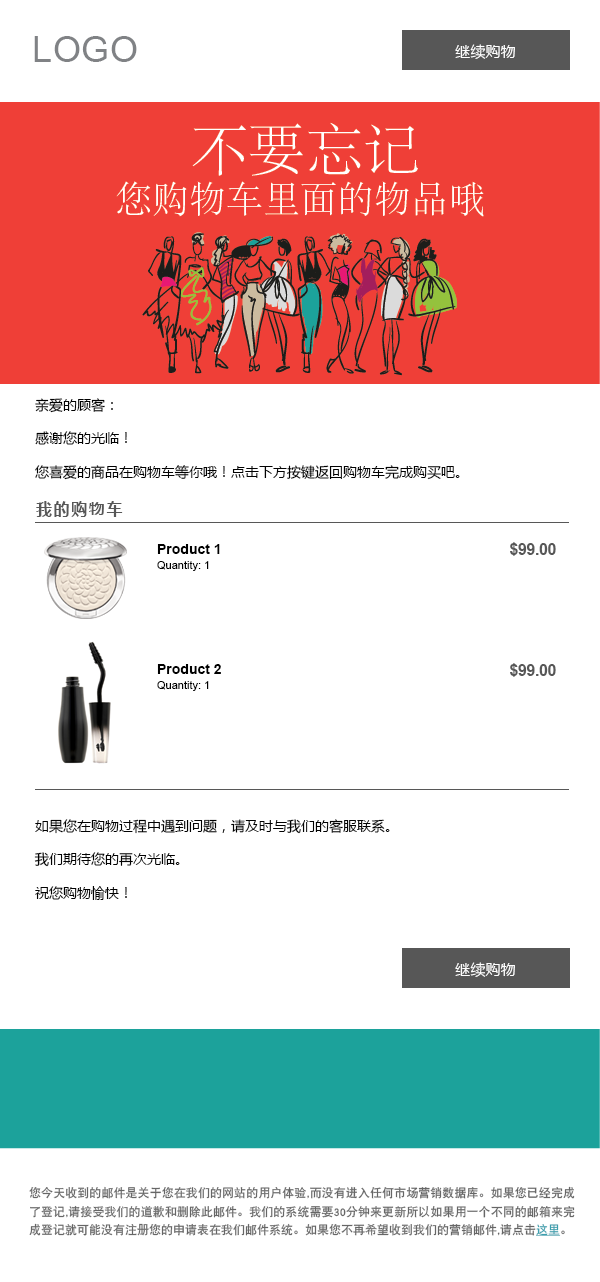 LOGO
继续购物
不要忘记
您购物车里面的物品哦
亲爱的顾客：
感谢您的光临！
您喜爱的商品在购物车等你哦！点击下方按键返回购物车完成购买吧。
我的购物车
Product 1
$99.00
Quantity: 1
Product 2
$99.00
Quantity: 1
如果您在购物过程中遇到问题，请及时与我们的客服联系。
我们期待您的再次光临。
祝您购物愉快！
继续购物
您今天收到的邮件是关于您在我们的网站的用户体验,而没有进入任何市场营销数据库。如果您已经完成
了登记,请接受我们的道歉和删除此邮件。我们的系统需要30分钟来更新所以如果用一个不同的邮箱来完
成登记就可能没有注册您的申请表在我们邮件系统。如果您不再希望收到我们的营销邮件,请点击这里。